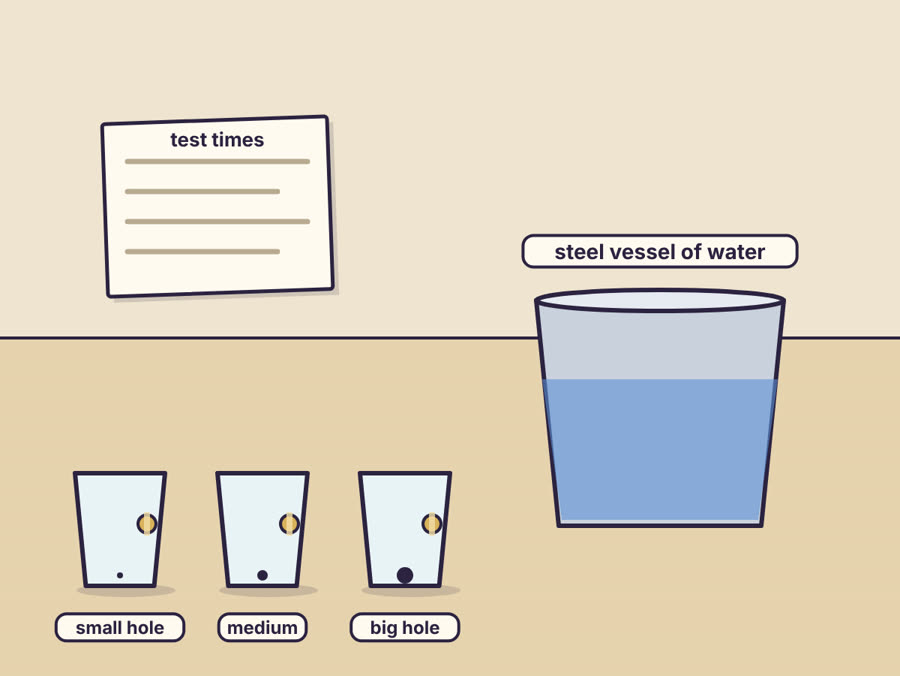 test times
steel vessel of water
small hole
medium
big hole